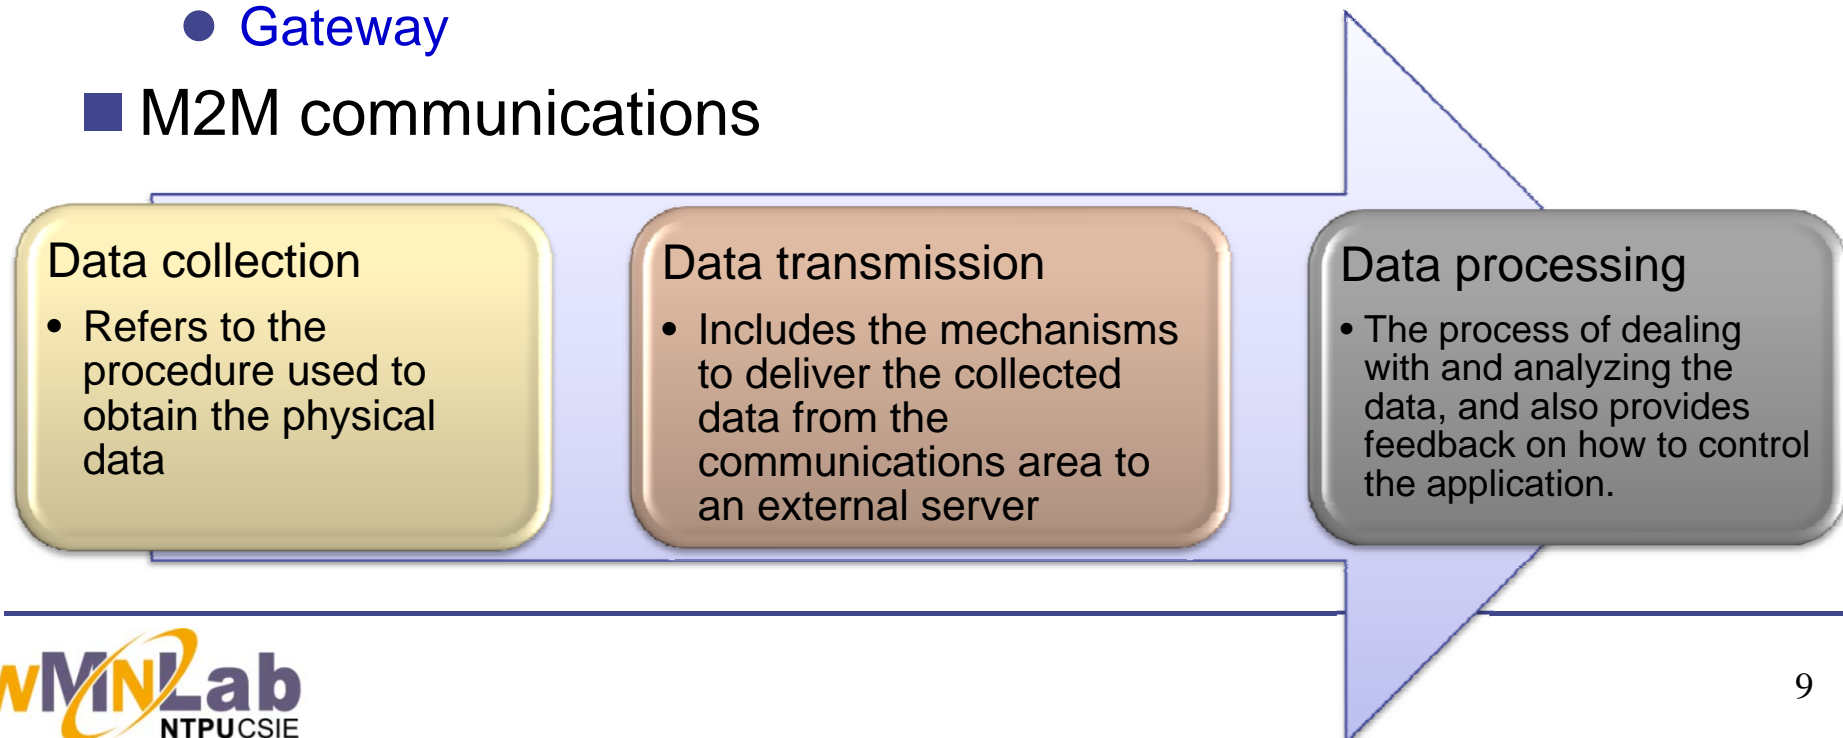 Gateway
M2M communications
Data collection
• Refers to the
procedure used to
obtain the physical
data
Data transmission
• Includes the mechanisms
to deliver the collected
data from the
communications area to
an external server
Data processing
• The process of dealing
with and analyzing the
data, and also provides
feedback on how to control
the application.
wMNLab
NTPUCSIE
9